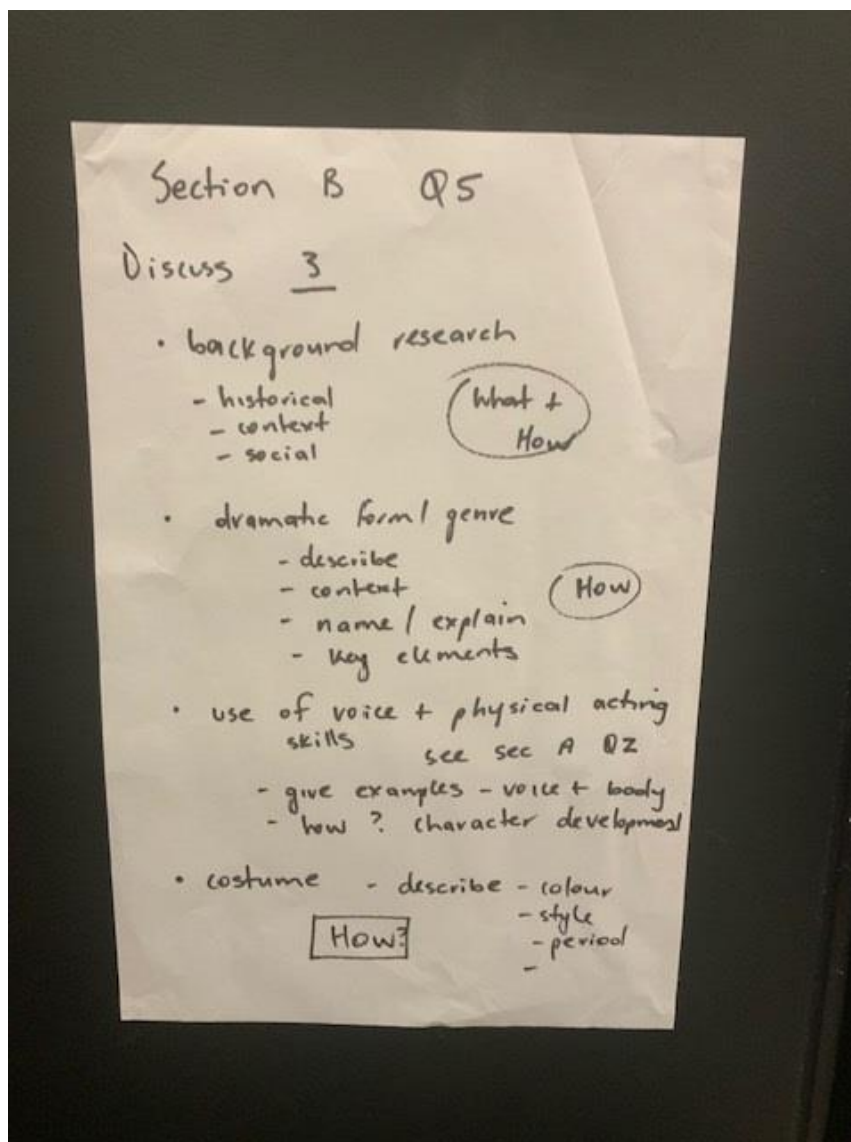 Section B Q5
Discuss 3
• background research
- historical
- context
- social
What +
How
• dramatic form / genre
- describe
- context
- name / explain
- key elements
How
• use of voice + physical acting
skills see sec A Q2
- give examples - voice + body
- how? character development
• costume - describe - colour
- style
- period
-
How?